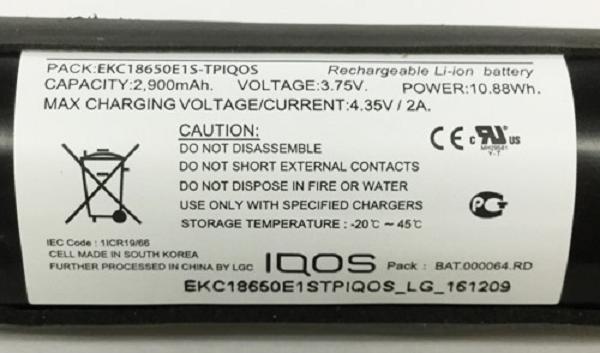 PACK:EKC18650E1S-TPIQOS Rechargeable Li-ion battery
CAPACITY:2,900mAh. VOLTAGE:3.75V. POWER:10.88Wh.
MAX CHARGING VOLTAGE/CURRENT:4.35V / 2A.
CAUTION:
DO NOT DISASSEMBLE
DO NOT SHORT EXTERNAL CONTACTS
DO NOT DISPOSE IN FIRE OR WATER
USE ONLY WITH SPECIFIED CHARGERS
STORAGE TEMPERATURE : -20℃ ~ 45℃
CE c RU US
PG
IEC Code : 1ICR19/66
CELL MADE IN SOUTH KOREA
FURTHER PROCESSED IN CHINA BY LGC
IQOS Pack : BAT.000064.RD
EKC18650E1STPIQOS_LG_161209